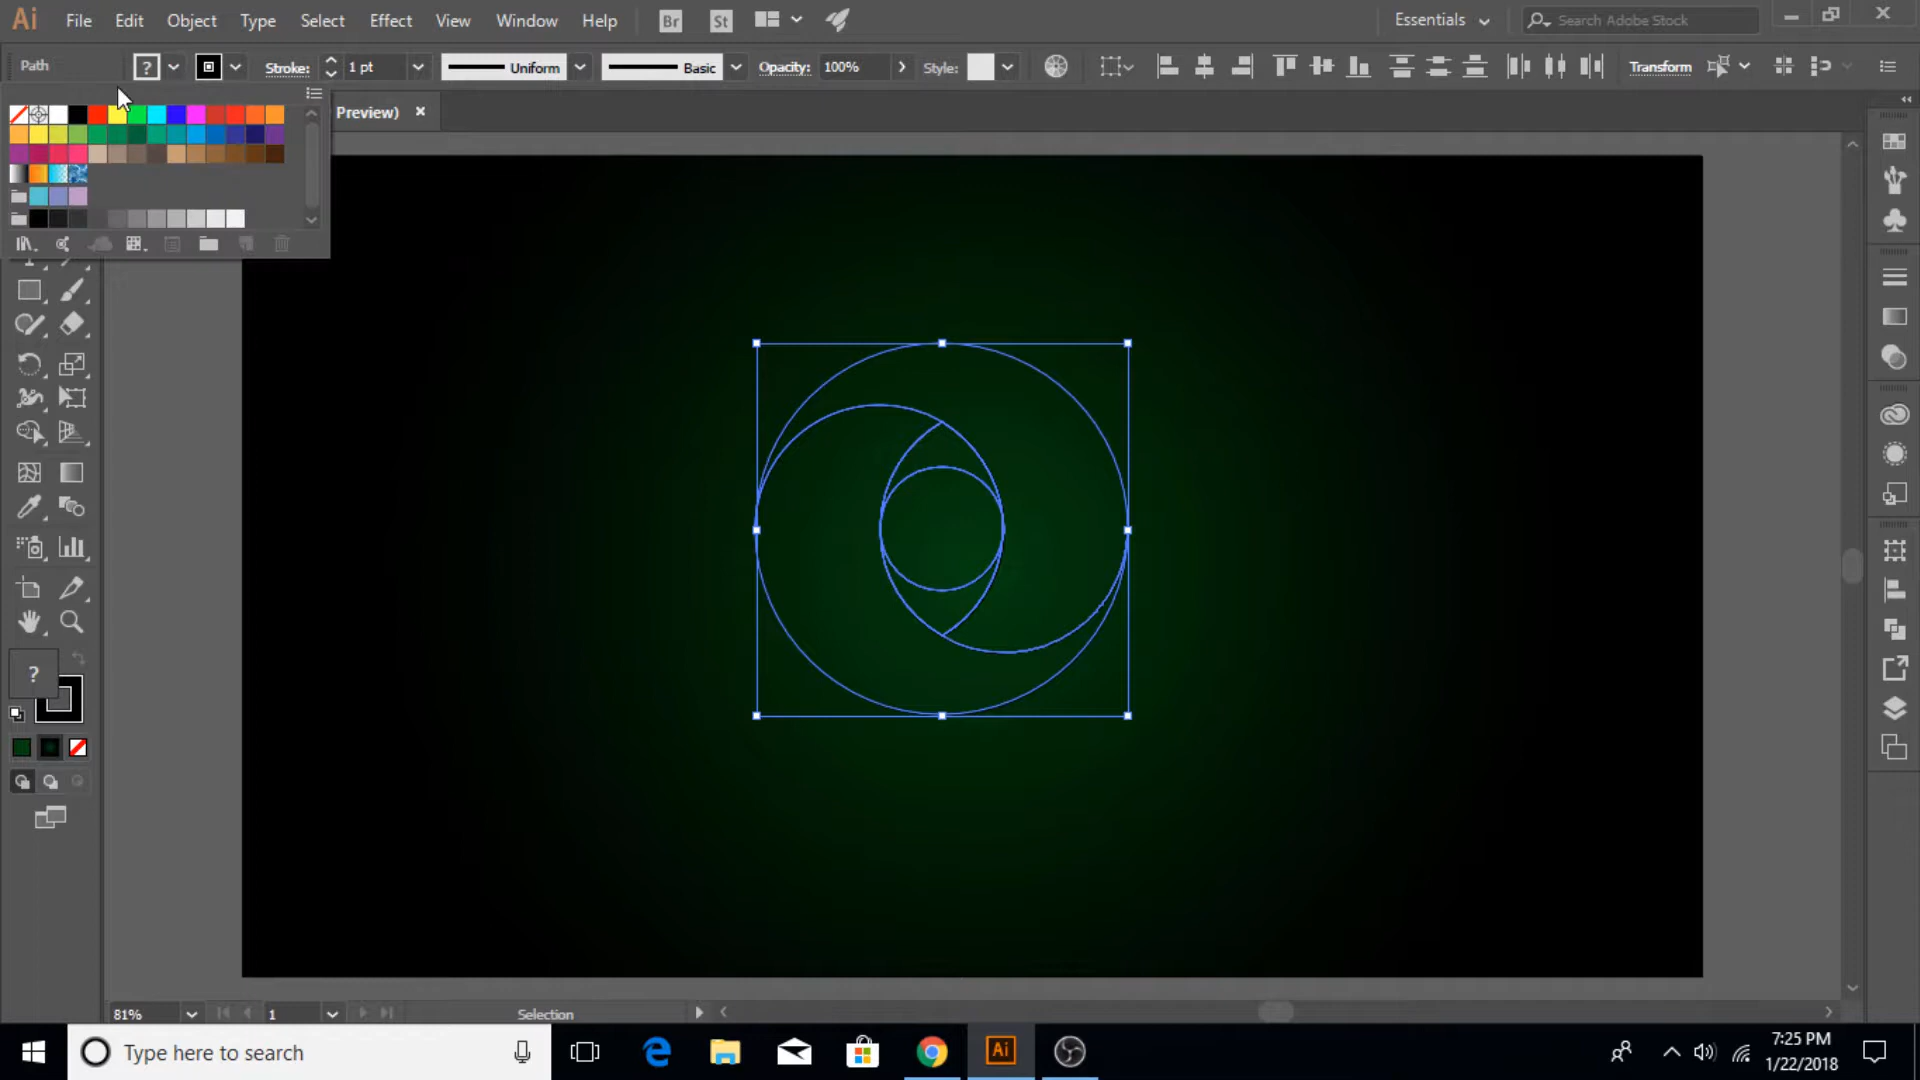 Ai File Edit Object Type Select Effect View Window Help Br St Essentials Search Adobe Stock
Path ? Stroke: 1 pt Uniform Basic Opacity: 100% Style: Transform
Preview)
?
81% 1 Selection
Type here to search Ai 7:25 PM
1/22/2018